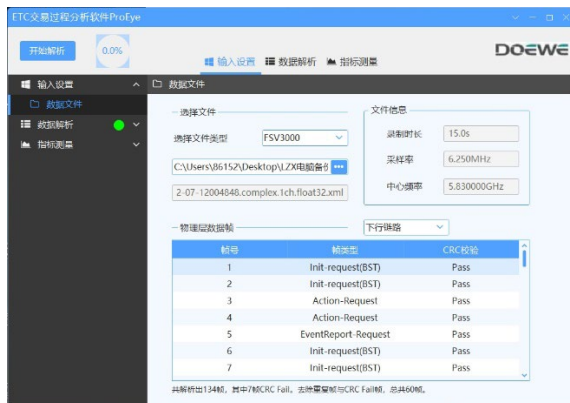 ETC交易过程分析软件ProEye
开始解析
0.0%
输入设置
数据解析
指标测量
DOEWE
输入设置
数据文件
数据解析
指标测量
数据文件
选择文件
选择文件类型
FSV3000
C:\Users\86152\Desktop\LZX电脑备份
2-07-12004848.complex.1ch.float32.xml
文件信息
录制时长
15.0s
采样率
6.250MHz
中心频率
5.830000GHz
物理层数据帧
下行链路
帧号 帧类型 CRC校验
1 Init-request(BST) Pass
2 Init-request(BST) Pass
3 Action-Request Pass
4 Action-Request Pass
5 EventReport-Request Pass
6 Init-request(BST) Pass
7 Init-request(BST) Pass
共解析出134帧，其中7帧CRC Fail，去除重复帧与CRC Fail帧，总共60帧。